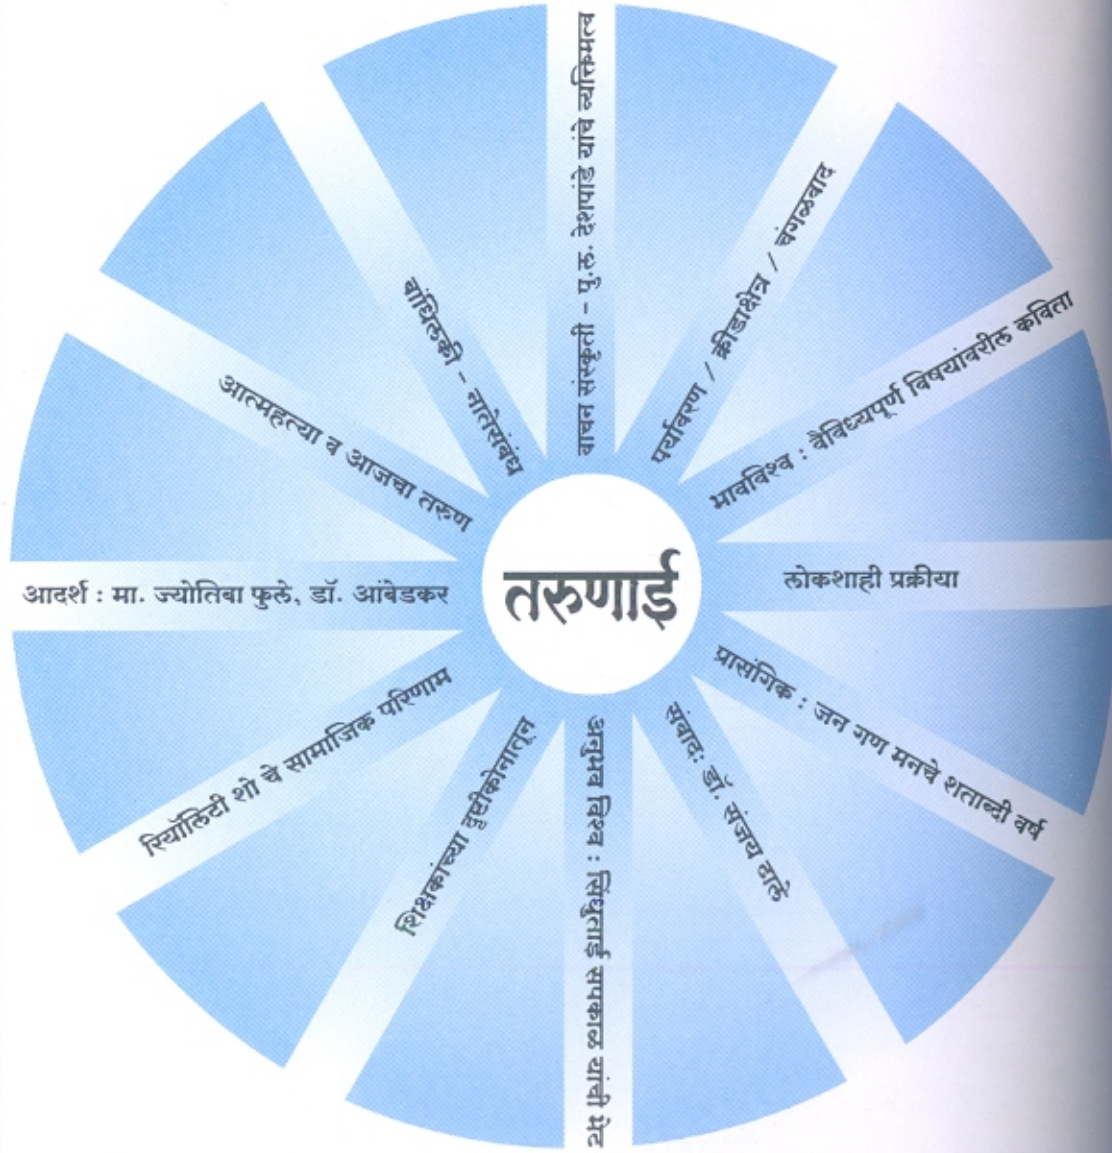 तरुणाई
वाचन संस्कृती - पु.ल. देशपांडे यांचे व्यक्तिमत्व
पर्यावरण / क्रीडाक्षेत्र / चंगळवाद
भावविश्व : वैविध्यपूर्ण विषयांवरील कविता
लोकशाही प्रक्रीया
प्रासंगिक : जन गण मनचे शताब्दी वर्ष
संवादः डॉ. संजय ठाले
अनुभव विश्व : सिंधुताई सपकाळ यांची भेट
शिक्षकांच्या दृष्टीकोनातून
रियॉलिटी शो चे सामाजिक परिणाम
आदर्श : मा. ज्योतिबा फुले, डॉ. आंबेडकर
आत्महत्या व आजचा तरुण
बांधिलकी - नातेसंबंध